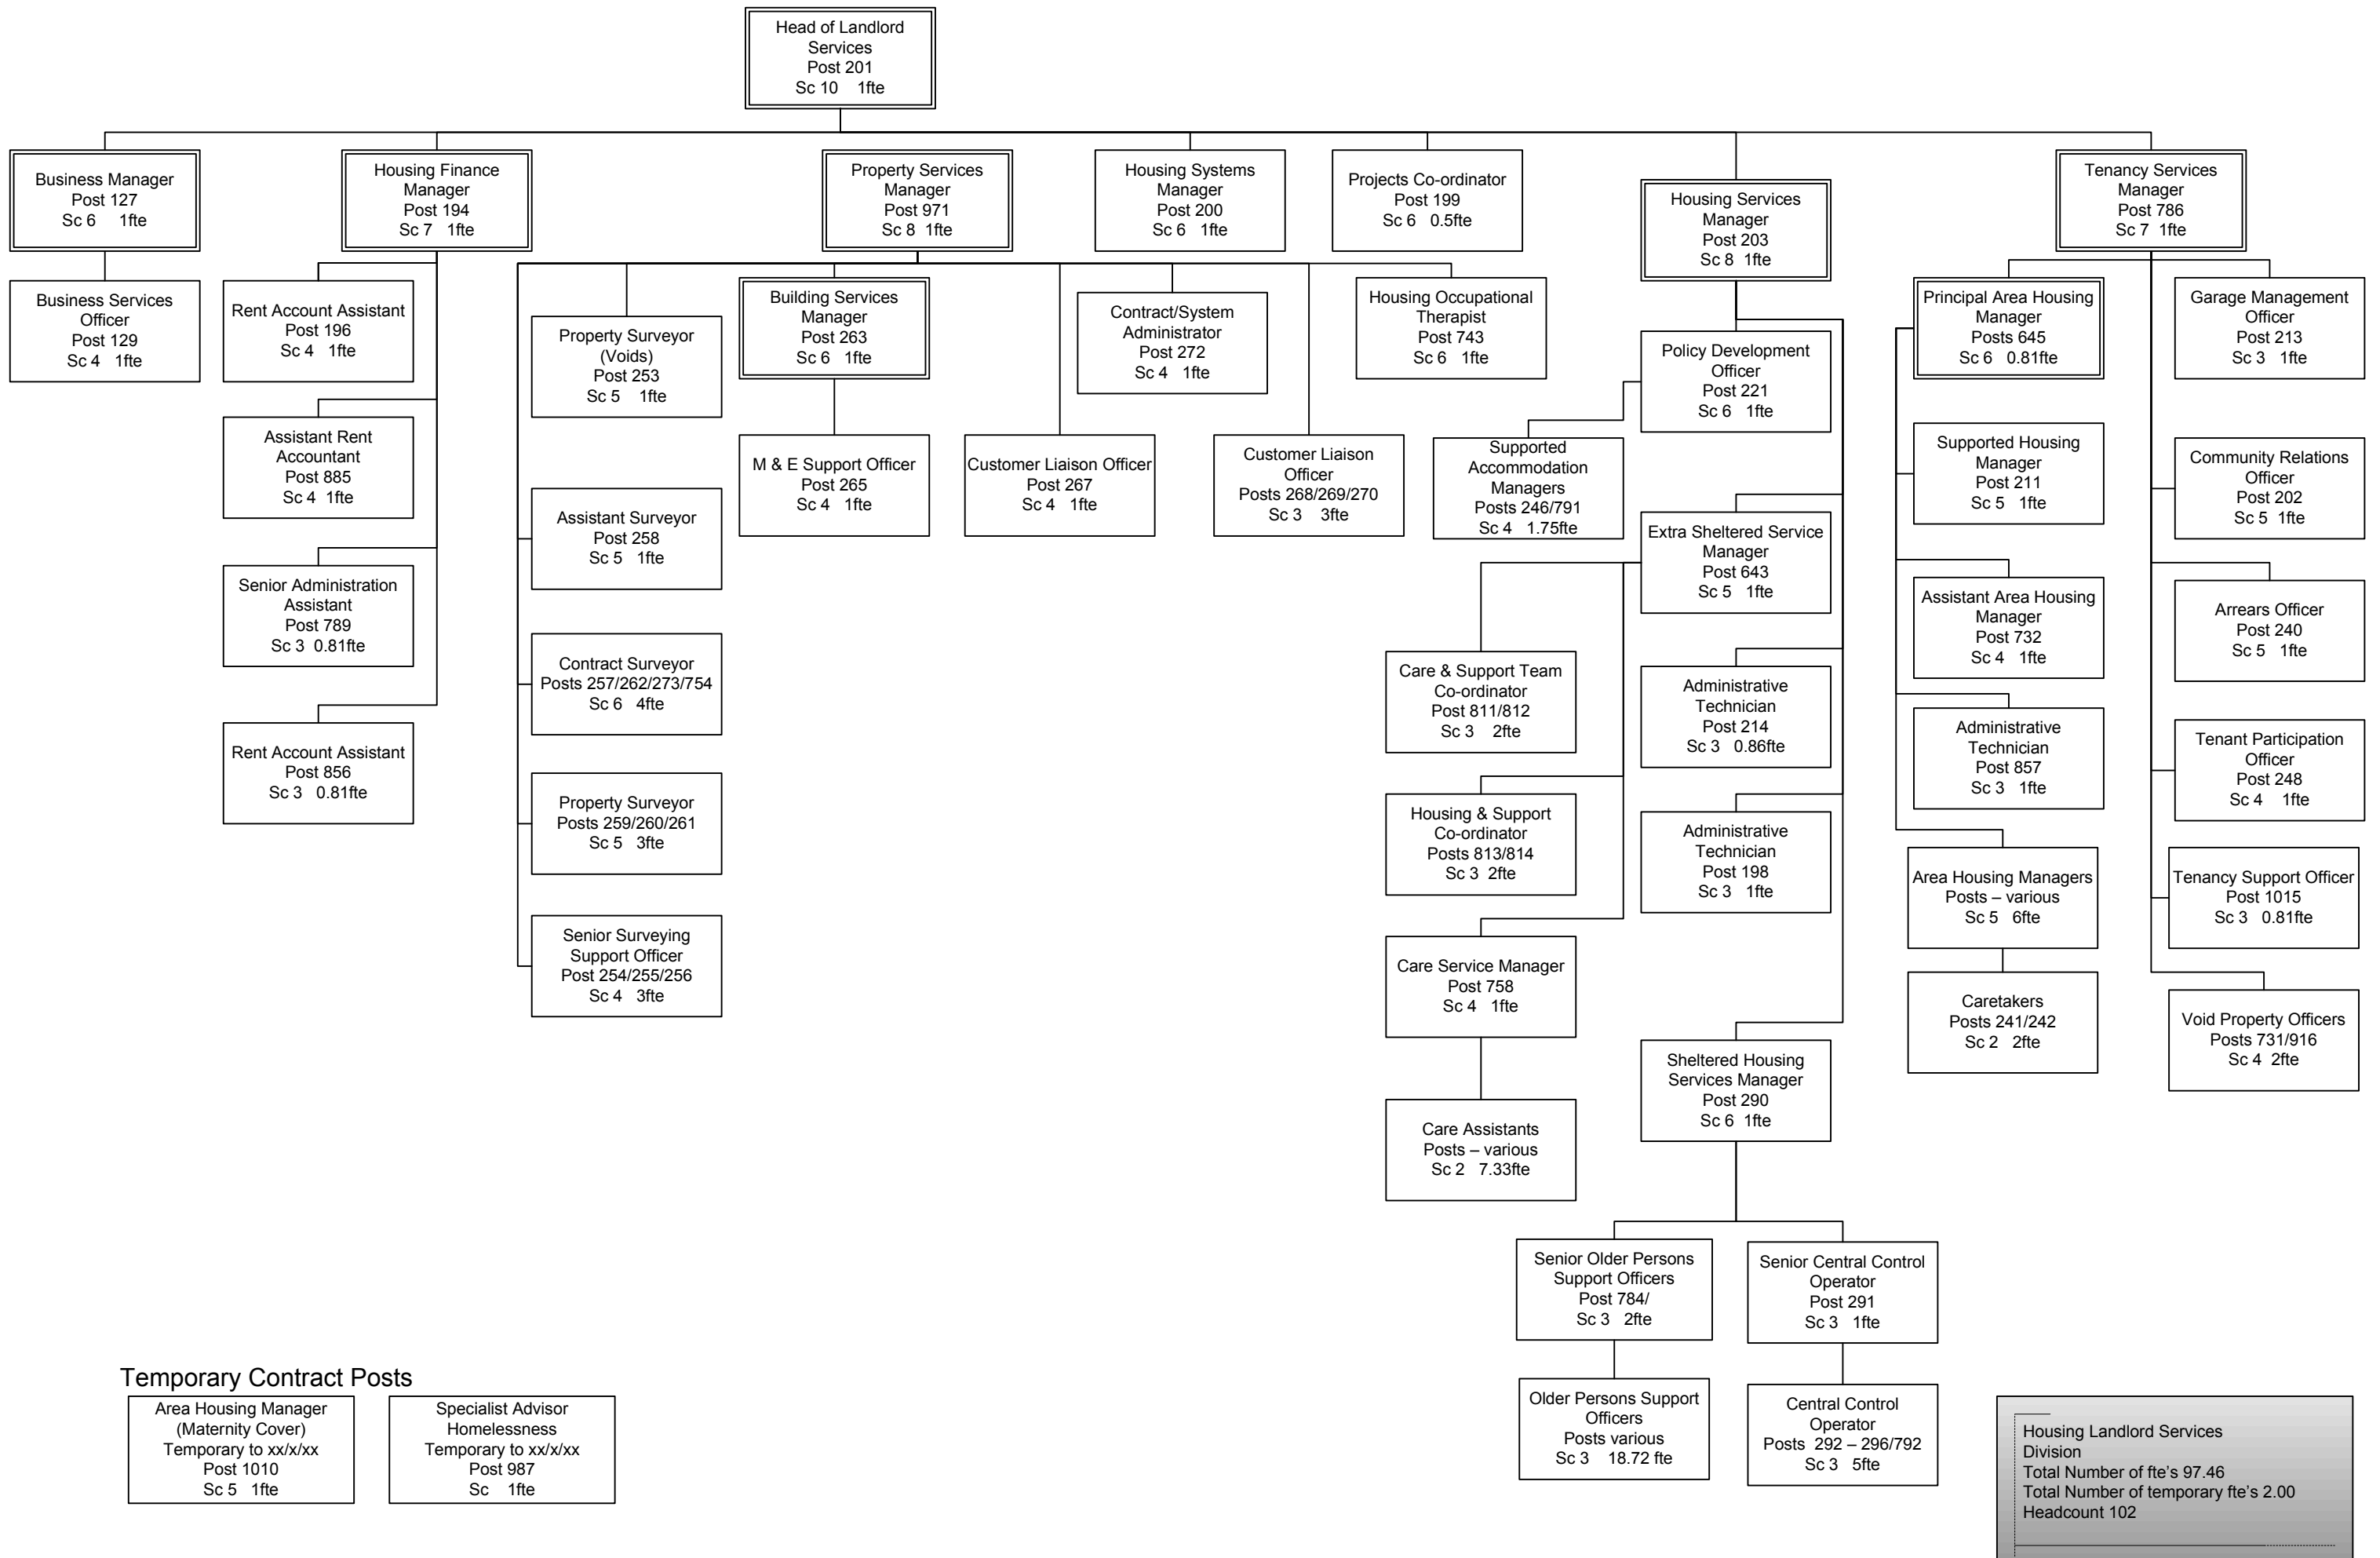 Head of Landlord
Services
Post 201
Sc 10 1fte
Business Manager
Post 127
Sc 6 1fte
Housing Finance
Manager
Post 194
Sc 7 1fte
Property Services
Manager
Post 971
Sc 8 1fte
Housing Systems
Manager
Post 200
Sc 6 1fte
Projects Co-ordinator
Post 199
Sc 6 0.5fte
Housing Services
Manager
Post 203
Sc 8 1fte
Tenancy Services
Manager
Post 786
Sc 7 1fte
Business Services
Officer
Post 129
Sc 4 1fte
Rent Account Assistant
Post 196
Sc 4 1fte
Assistant Rent
Accountant
Post 885
Sc 4 1fte
Senior Administration
Assistant
Post 789
Sc 3 0.81fte
Rent Account Assistant
Post 856
Sc 3 0.81fte
Property Surveyor
(Voids)
Post 253
Sc 5 1fte
Assistant Surveyor
Post 258
Sc 5 1fte
Contract Surveyor
Posts 257/262/273/754
Sc 6 4fte
Property Surveyor
Posts 259/260/261
Sc 5 3fte
Senior Surveying
Support Officer
Post 254/255/256
Sc 4 3fte
Building Services
Manager
Post 263
Sc 6 1fte
M & E Support Officer
Post 265
Sc 4 1fte
Customer Liaison Officer
Post 267
Sc 4 1fte
Contract/System
Administrator
Post 272
Sc 4 1fte
Customer Liaison
Officer
Posts 268/269/270
Sc 3 3fte
Housing Occupational
Therapist
Post 743
Sc 6 1fte
Policy Development
Officer
Post 221
Sc 6 1fte
Supported
Accommodation
Managers
Posts 246/791
Sc 4 1.75fte
Extra Sheltered Service
Manager
Post 643
Sc 5 1fte
Care & Support Team
Co-ordinator
Post 811/812
Sc 3 2fte
Housing & Support
Co-ordinator
Posts 813/814
Sc 3 2fte
Care Service Manager
Post 758
Sc 4 1fte
Care Assistants
Posts – various
Sc 2 7.33fte
Administrative
Technician
Post 214
Sc 3 0.86fte
Administrative
Technician
Post 198
Sc 3 1fte
Sheltered Housing
Services Manager
Post 290
Sc 6 1fte
Senior Older Persons
Support Officers
Post 784/
Sc 3 2fte
Senior Central Control
Operator
Post 291
Sc 3 1fte
Older Persons Support
Officers
Posts various
Sc 3 18.72 fte
Central Control
Operator
Posts 292 – 296/792
Sc 3 5fte
Principal Area Housing
Manager
Posts 645
Sc 6 0.81fte
Supported Housing
Manager
Post 211
Sc 5 1fte
Assistant Area Housing
Manager
Post 732
Sc 4 1fte
Administrative
Technician
Post 857
Sc 3 1fte
Area Housing Managers
Posts – various
Sc 5 6fte
Caretakers
Posts 241/242
Sc 2 2fte
Garage Management
Officer
Post 213
Sc 3 1fte
Community Relations
Officer
Post 202
Sc 5 1fte
Arrears Officer
Post 240
Sc 5 1fte
Tenant Participation
Officer
Post 248
Sc 4 1fte
Tenancy Support Officer
Post 1015
Sc 3 0.81fte
Void Property Officers
Posts 731/916
Sc 4 2fte
Temporary Contract Posts
Area Housing Manager
(Maternity Cover)
Temporary to xx/x/xx
Post 1010
Sc 5 1fte
Specialist Advisor
Homelessness
Temporary to xx/x/xx
Post 987
Sc 1fte
Housing Landlord Services
Division
Total Number of fte's 97.46
Total Number of temporary fte's 2.00
Headcount 102